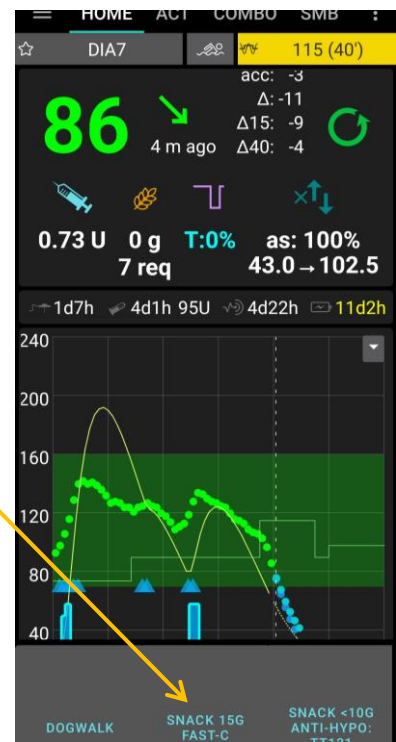 HOME ACT COMBO SMB
DIA7 115 (40')
acc: -3
Δ: -11
86 Δ15: -9
4 m ago Δ40: -4
0.73 U 0 g T:0% as: 100%
7 req 43.0→102.5
1d7h 4d1h 95U 4d22h 11d2h
240
200
160
120
80
40
DOGWALK
SNACK 15G
FAST-C
SNACK <10G
ANTI-HYPO: